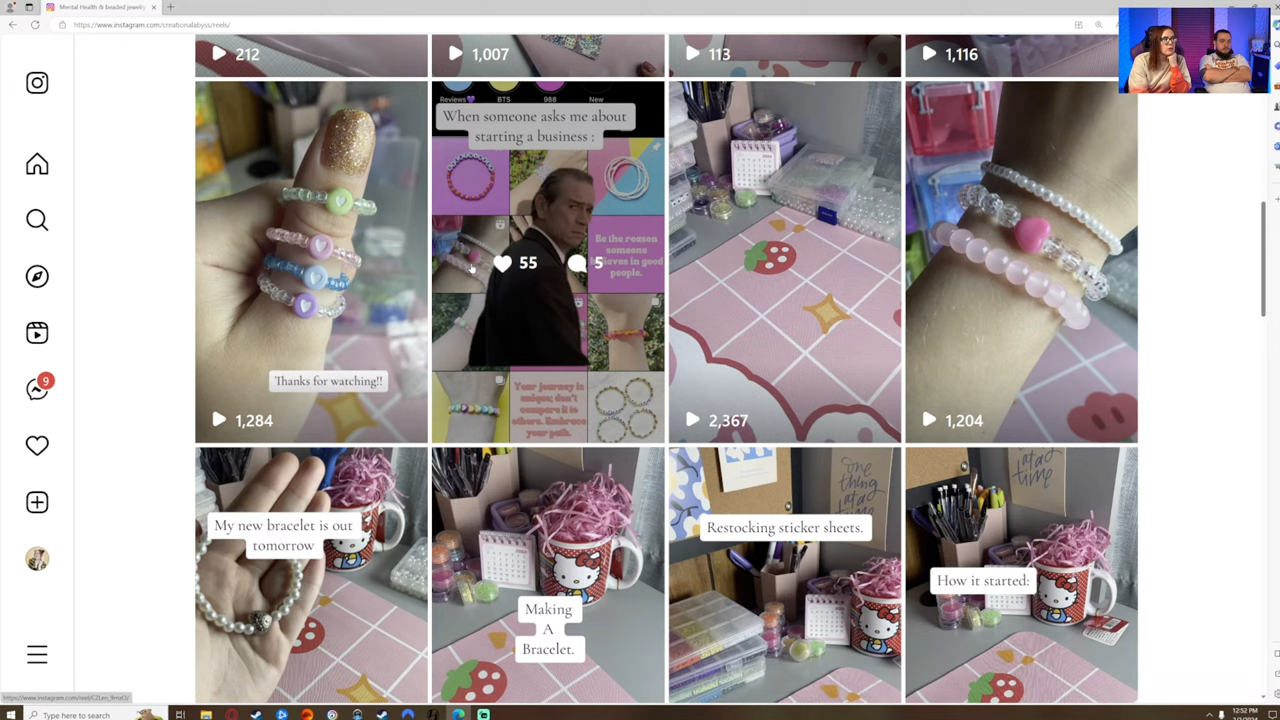 Mental Health & beaded jewelry
https://www.instagram.com/creationalabyss/reels/
212
1,007
113
1,116
Reviews💜
BTS
988
New
When someone asks me about
starting a business :
Be the reason
someone
believes in good
people.
55
5
Your journey is
unique; don't
compare it to
others. Embrace
your path.
Thanks for watching!!
1,284
2,367
1,204
9
My new bracelet is out
tomorrow
Making
A
Bracelet.
one
thing
at a
time
Restocking sticker sheets.
How it started:
Type here to search
12:52 PM